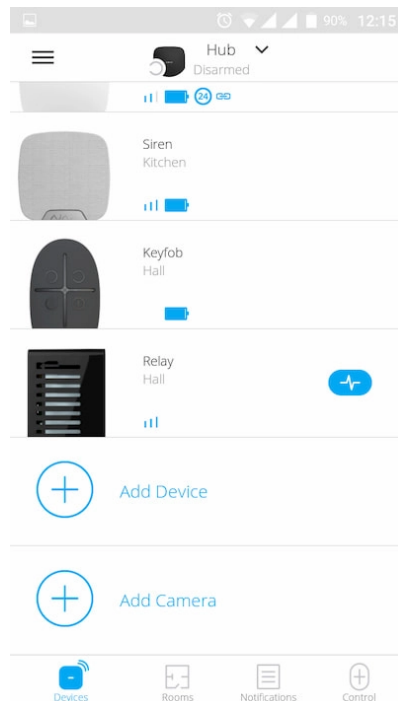 90% 12:15
Hub
Disarmed
24
Siren
Kitchen
Keyfob
Hall
Relay
Hall
Add Device
Add Camera
Devices
Rooms
Notifications
Control